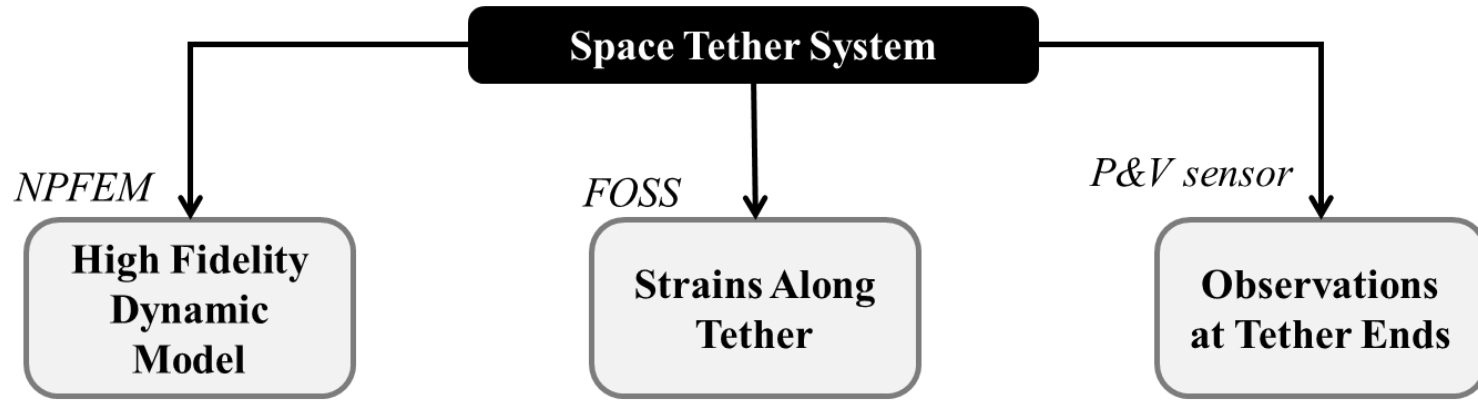 Space Tether System
NPFEM
FOSS
P&V sensor
High Fidelity
Dynamic
Model
Strains Along
Tether
Observations
at Tether Ends